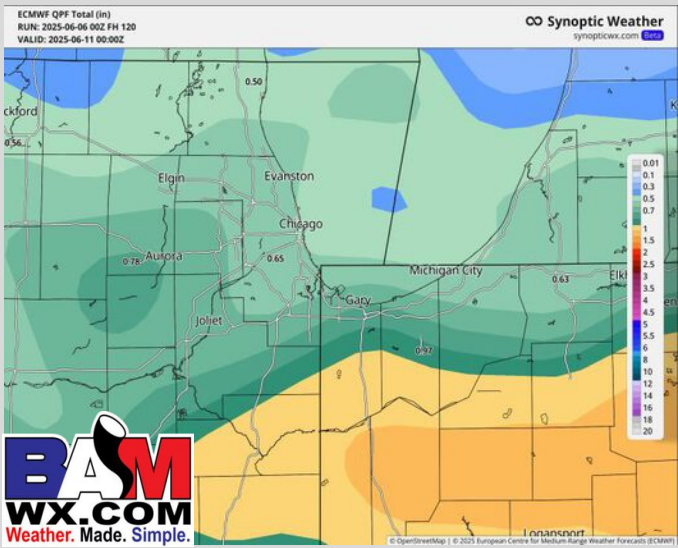 ECMWF QPF Total (in)
RUN: 2025-06-06 00Z FH 120
VALID: 2025-06-11 00:00Z
Synoptic Weather
synopticwx.com Beta
0.50
ckford
K
0.56
0.01
0.1
0.3
0.5
0.7
1
1.5
2
2.5
3
3.5
4
4.5
5
5.5
6
8
10
12
14
16
18
20
Elgin
Evanston
Chicago
0.78
Aurora
0.65
Michigan City
0.63
Elkh
en
Gary
Joliet
0.97
BAM
WX.COM
Weather. Made. Simple.
Logansport
© OpenStreetMap | © 2025 European Centre for Medium-Range Weather Forecasts (ECMWF)